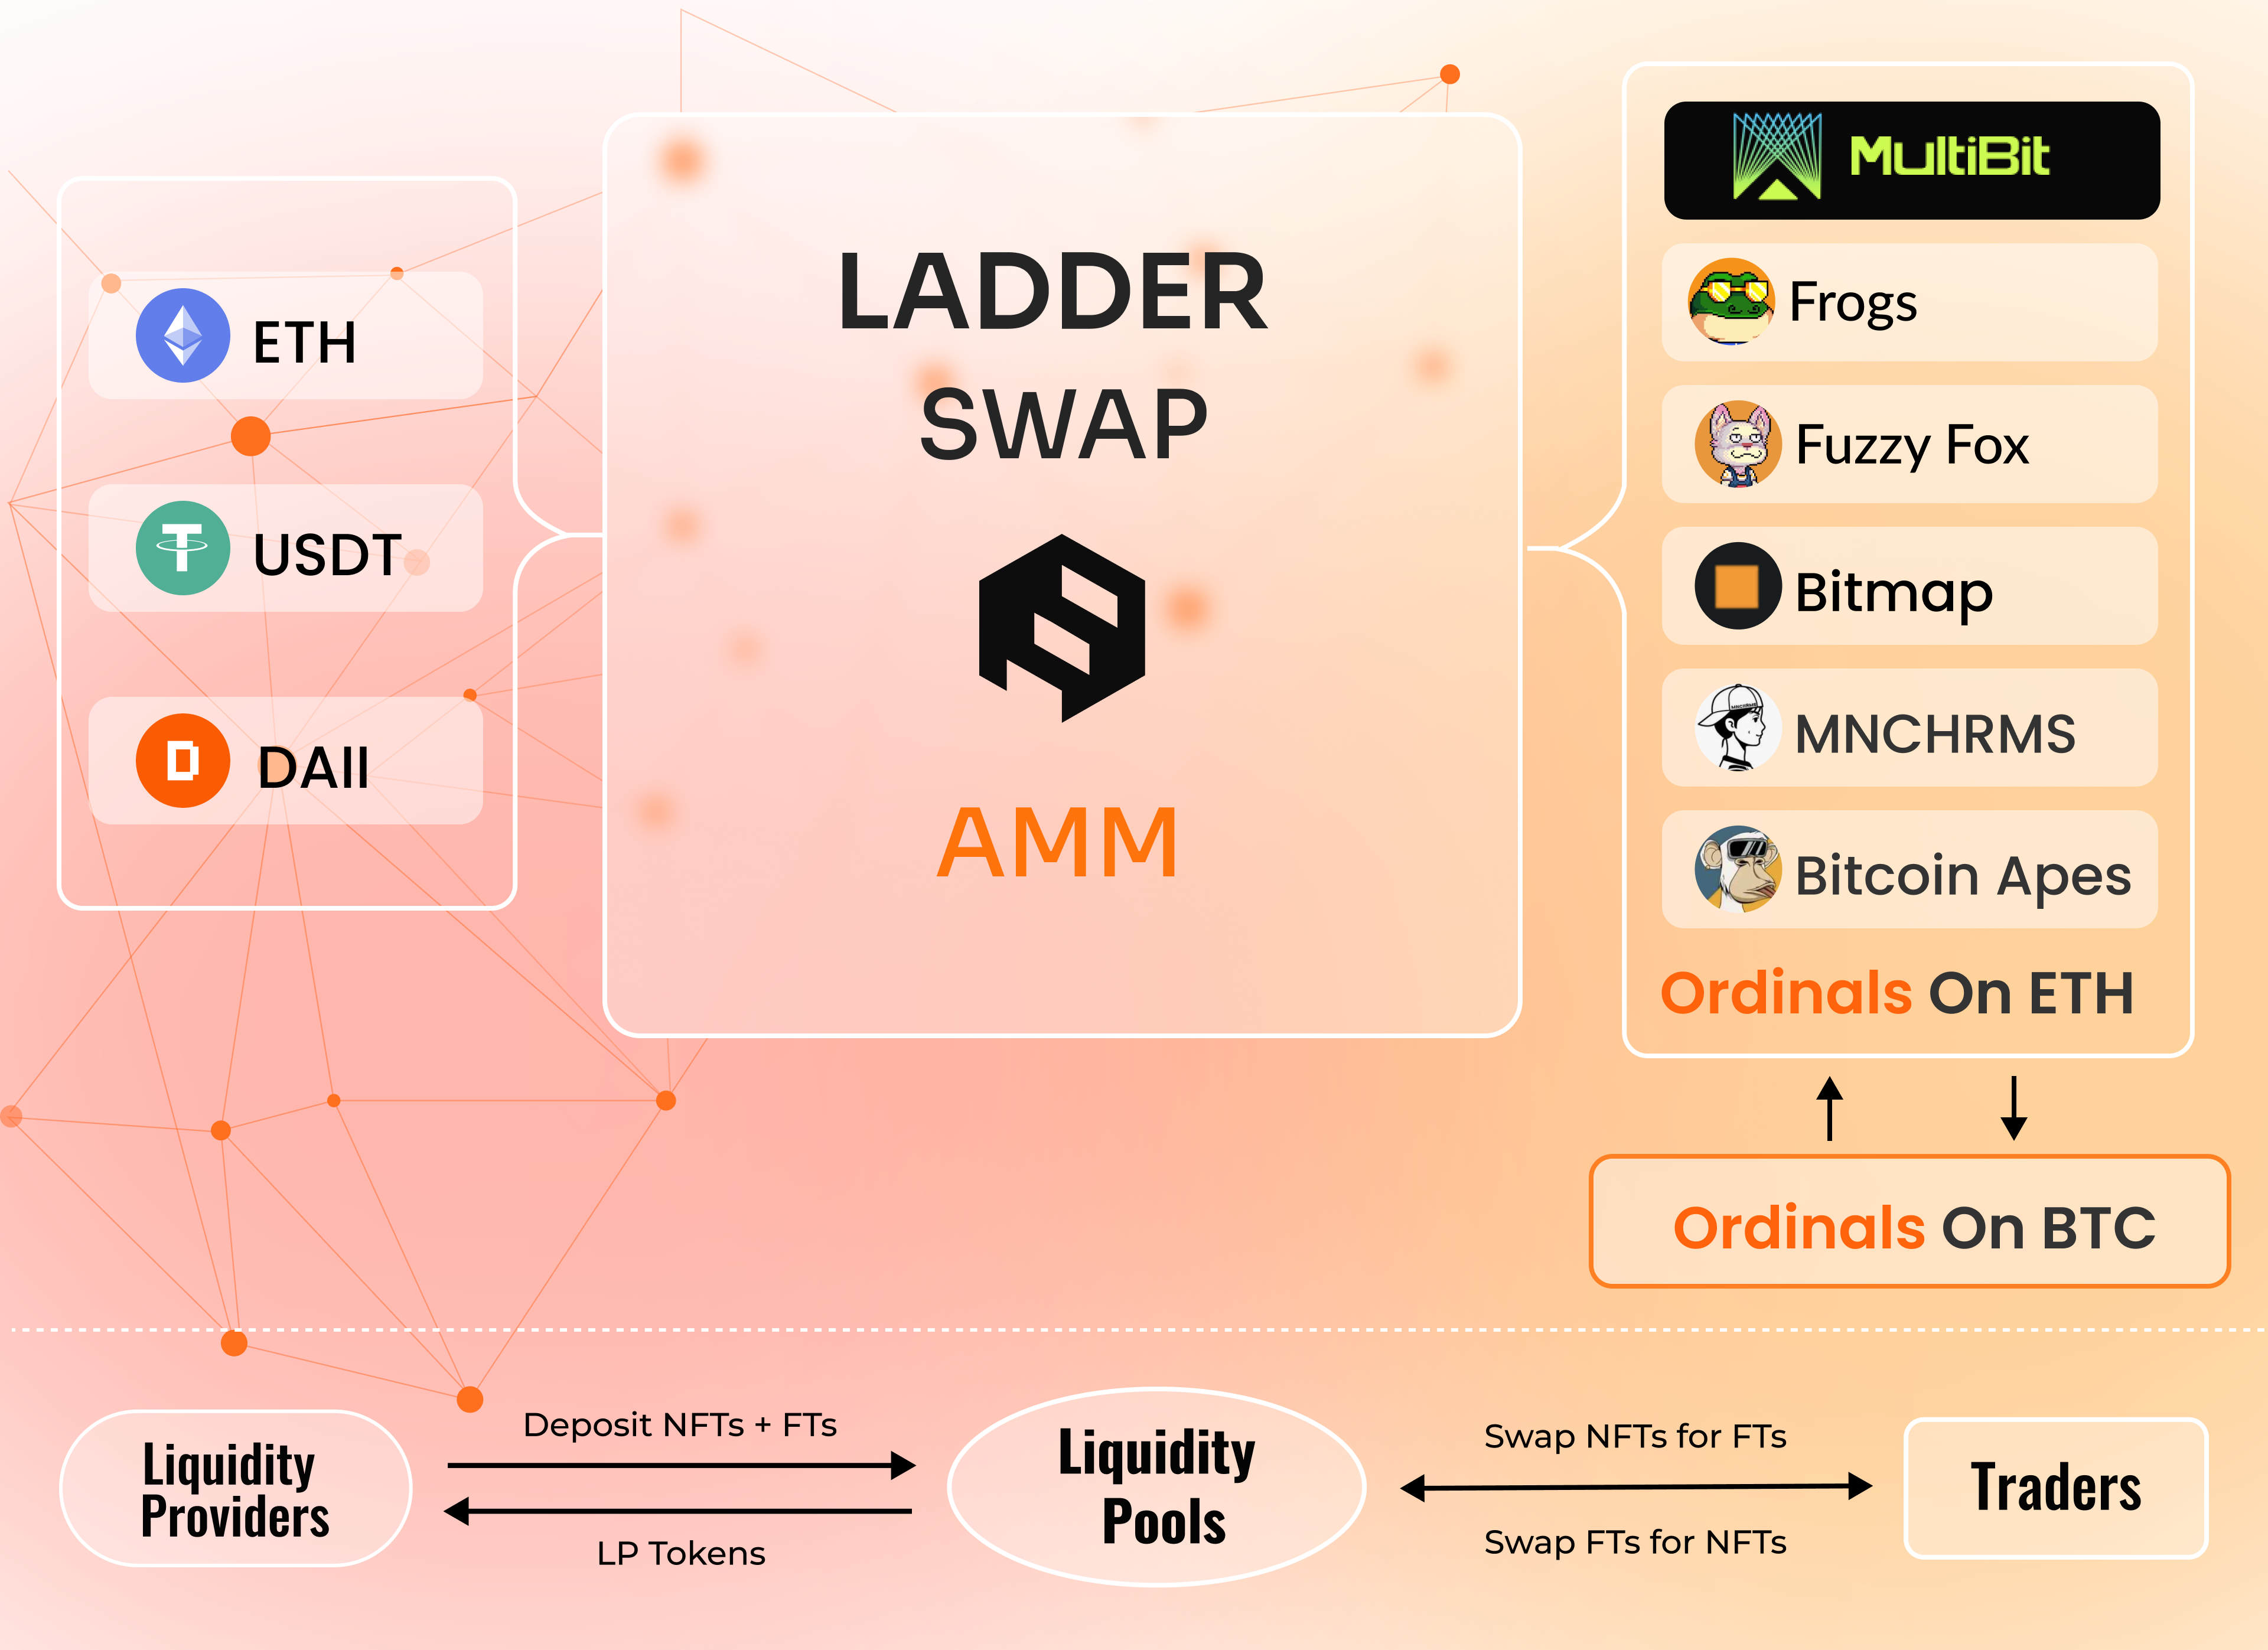 ETH
USDT
DAII
LADDER
SWAP
AMM
MultiBit
Frogs
Fuzzy Fox
Bitmap
MNCHRMS
Bitcoin Apes
Ordinals On ETH
Ordinals On BTC
Liquidity
Providers
Deposit NFTs + FTs
LP Tokens
Liquidity
Pools
Swap NFTs for FTs
Swap FTs for NFTs
Traders